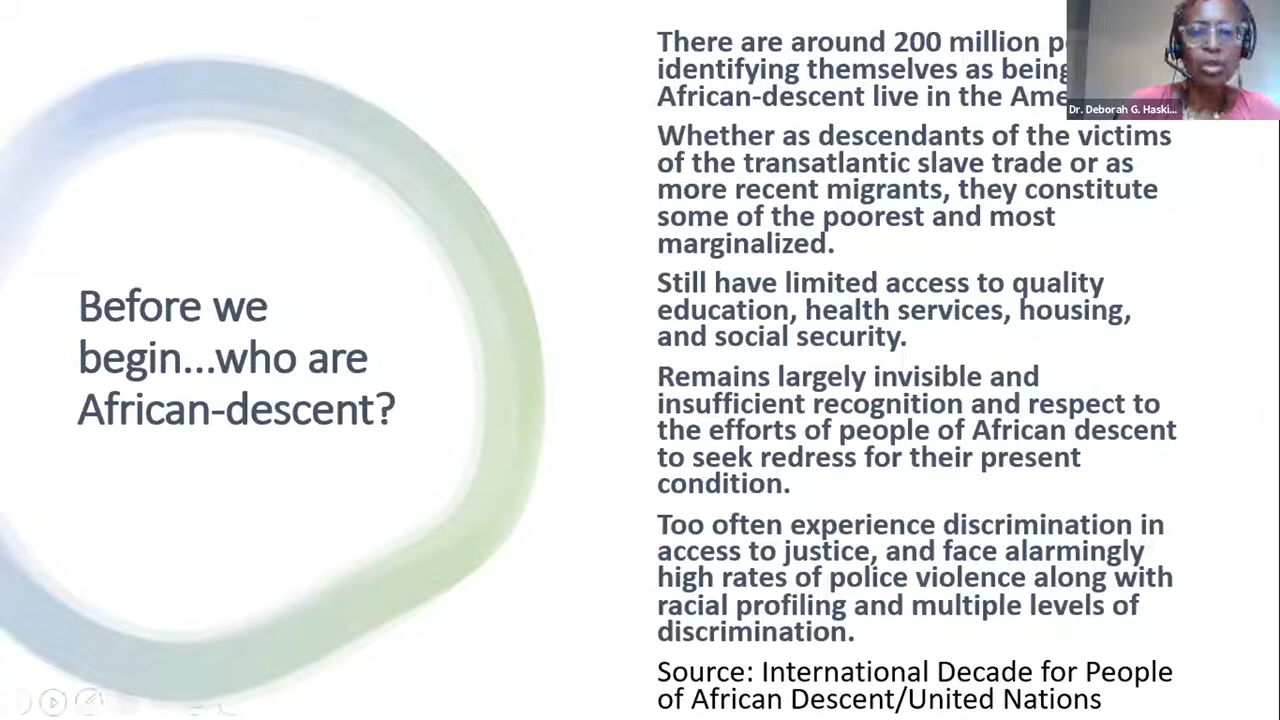 Before we
begin...who are
African-descent?
There are around 200 million
identifying themselves as being
African-descent live in the
Whether as descendants of the victims
of the transatlantic slave trade or as
more recent migrants, they constitute
some of the poorest and most
marginalized.
Still have limited access to quality
education, health services, housing,
and social security.
Remains largely invisible and
insufficient recognition and respect to
the efforts of people of African descent
to seek redress for their present
condition.
Too often experience discrimination in
access to justice, and face alarmingly
high rates of police violence along with
racial profiling and multiple levels of
discrimination.
Source: International Decade for People
of African Descent/United Nations
Dr. Deborah G. Haski...